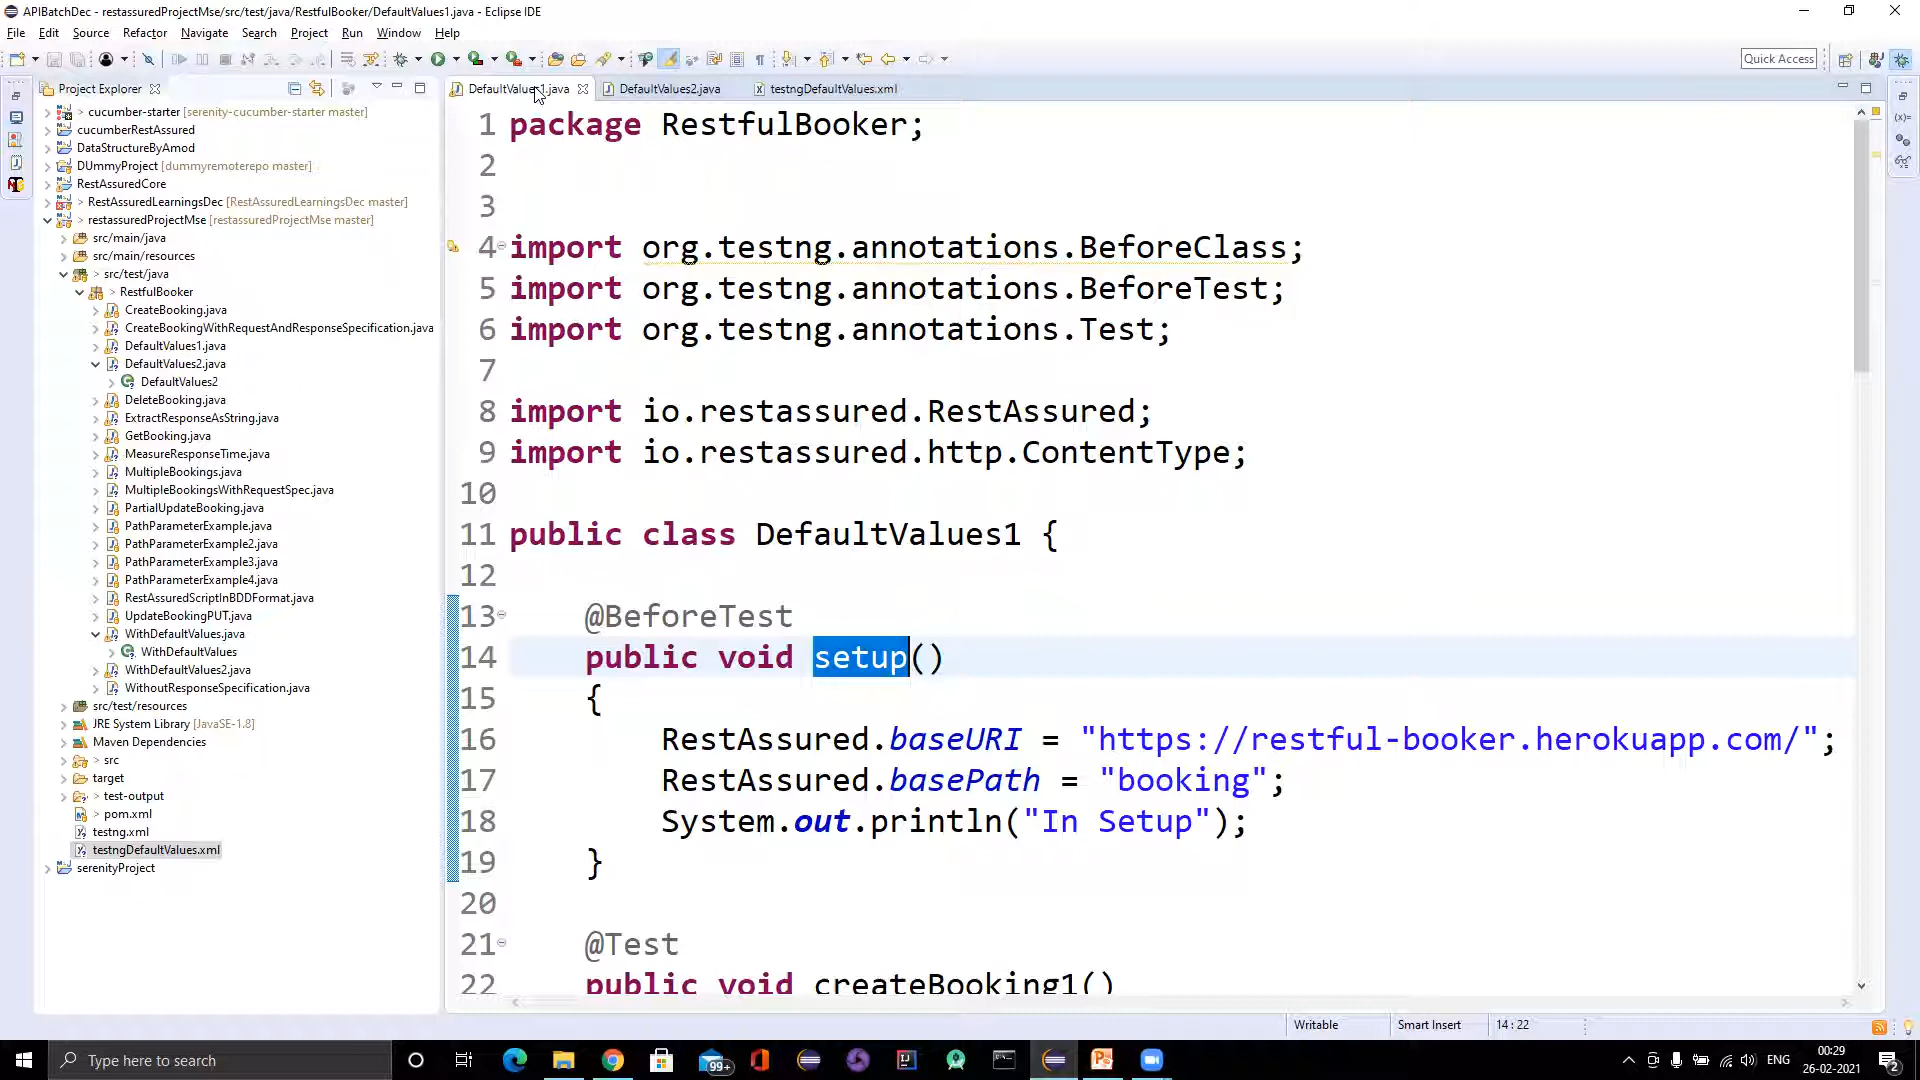 APIBatchDec - restassuredProjectMse/src/test/java/RestfulBooker/DefaultValues1.java - Eclipse IDE
File Edit Source Refactor Navigate Search Project Run Window Help
Quick Access
Project Explorer
DefaultValues1.java DefaultValues2.java testngDefaultValues.xml
> cucumber-starter [serenity-cucumber-starter master]
cucumberRestAssured
DataStructureByAmod
DUmmyProject [dummyremoterepo master]
RestAssuredCore
> RestAssuredLearningsDec [RestAssuredLearningsDec master]
> restassuredProjectMse [restassuredProjectMse master]
src/main/java
src/main/resources
> src/test/java
> RestfulBooker
CreateBooking.java
CreateBookingWithRequestAndResponseSpecification.java
DefaultValues1.java
DefaultValues2.java
DefaultValues2
DeleteBooking.java
ExtractResponseAsString.java
GetBooking.java
MeasureResponseTime.java
MultipleBookings.java
MultipleBookingsWithRequestSpec.java
PartialUpdateBooking.java
PathParameterExample.java
PathParameterExample2.java
PathParameterExample3.java
PathParameterExample4.java
RestAssuredScriptInBDDFormat.java
UpdateBookingPUT.java
WithDefaultValues.java
WithDefaultValues
WithDefaultValues2.java
WithoutResponseSpecification.java
src/test/resources
JRE System Library [JavaSE-1.8]
Maven Dependencies
> src
target
> test-output
> pom.xml
testng.xml
testngDefaultValues.xml
serenityProject
1 package RestfulBooker;
2
3
4 import org.testng.annotations.BeforeClass;
5 import org.testng.annotations.BeforeTest;
6 import org.testng.annotations.Test;
7
8 import io.restassured.RestAssured;
9 import io.restassured.http.ContentType;
10
11 public class DefaultValues1 {
12
13 @BeforeTest
14 public void setup()
15 {
16 RestAssured.baseURI = "https://restful-booker.herokuapp.com/";
17 RestAssured.basePath = "booking";
18 System.out.println("In Setup");
19 }
20
21 @Test
22 public void createBooking1()
Writable Smart Insert 14 : 22
Type here to search
99+
ENG
00:29
26-02-2021
2